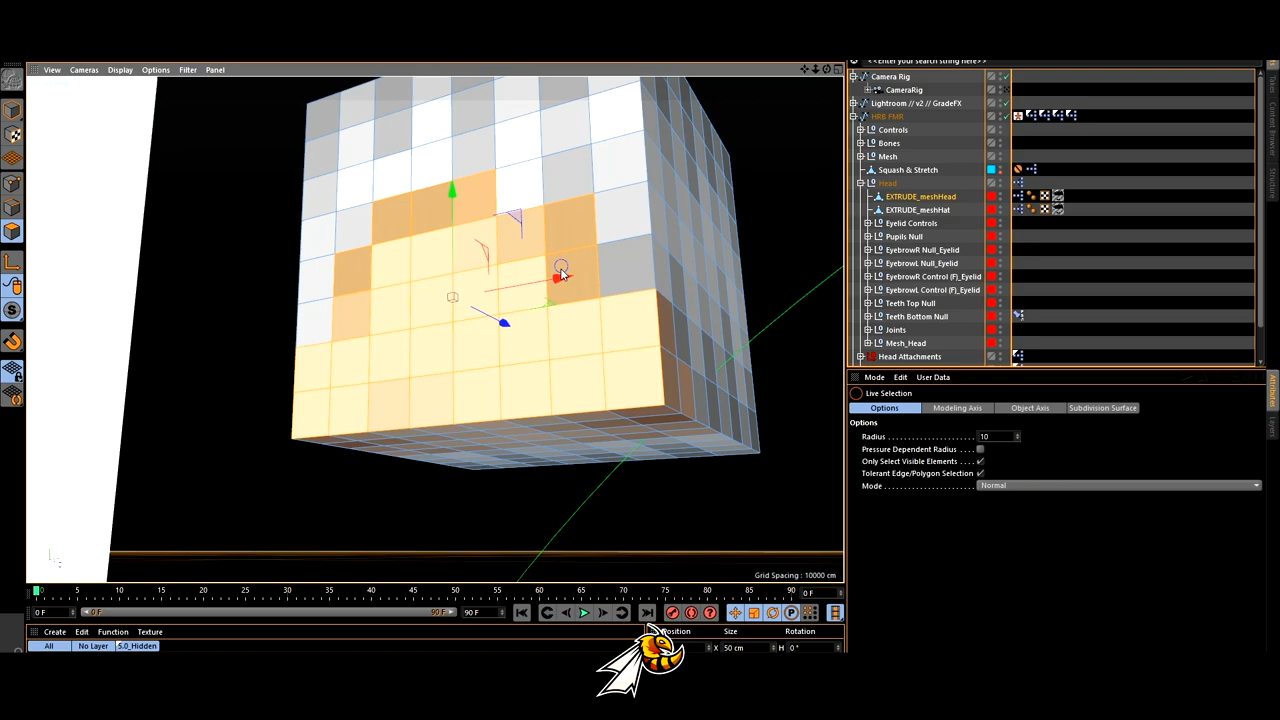 <<Enter your search string here>>
View Cameras Display Options Filter Panel
Camera Rig
CameraRig
Lightroom // v2 // GradeFX
HRB FMR
Controls
Bones
Mesh
Squash & Stretch
Head
EXTRUDE_meshHead
EXTRUDE_meshHat
Eyelid Controls
Pupils Null
EyebrowR Null_Eyelid
EyebrowL Null_Eyelid
EyebrowR Control (F)_Eyelid
EyebrowL Control (F)_Eyelid
Teeth Top Null
Teeth Bottom Null
Joints
Mesh_Head
Head Attachments
Takes
Content Browser
Structure
Mode Edit User Data
Live Selection
Options Modeling Axis Object Axis Subdivision Surface
Options
Radius 10
Pressure Dependent Radius
Only Select Visible Elements
Tolerant Edge/Polygon Selection
Mode Normal
Attributes
Layers
Grid Spacing : 10000 cm
0 5 10 15 20 25 30 35 40 45 50 55 60 65 70 75 80 85 90 0 F
0 F 0 F 90 F 90 F
Create Edit Function Texture
All No Layer 5.0_Hidden
Position Size Rotation
X 50 cm H 0 °